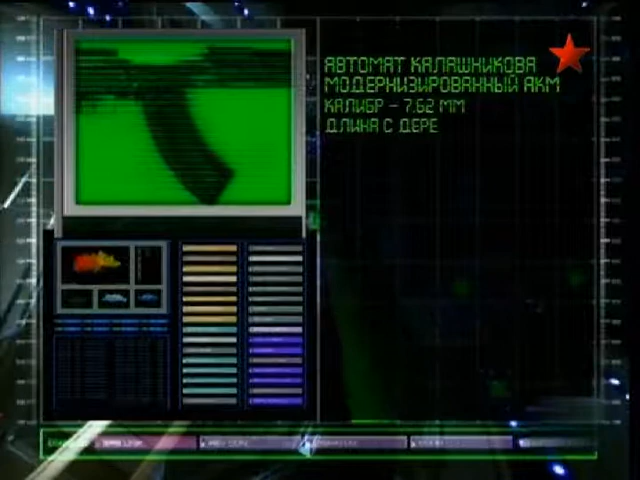 АВТОМАТ КАЛАШНИКОВА
МОДЕРНИЗИРОВАННЫЙ АКМ
КАЛИБР - 7.62 ММ
ДЛИНА С ДЕРЕ